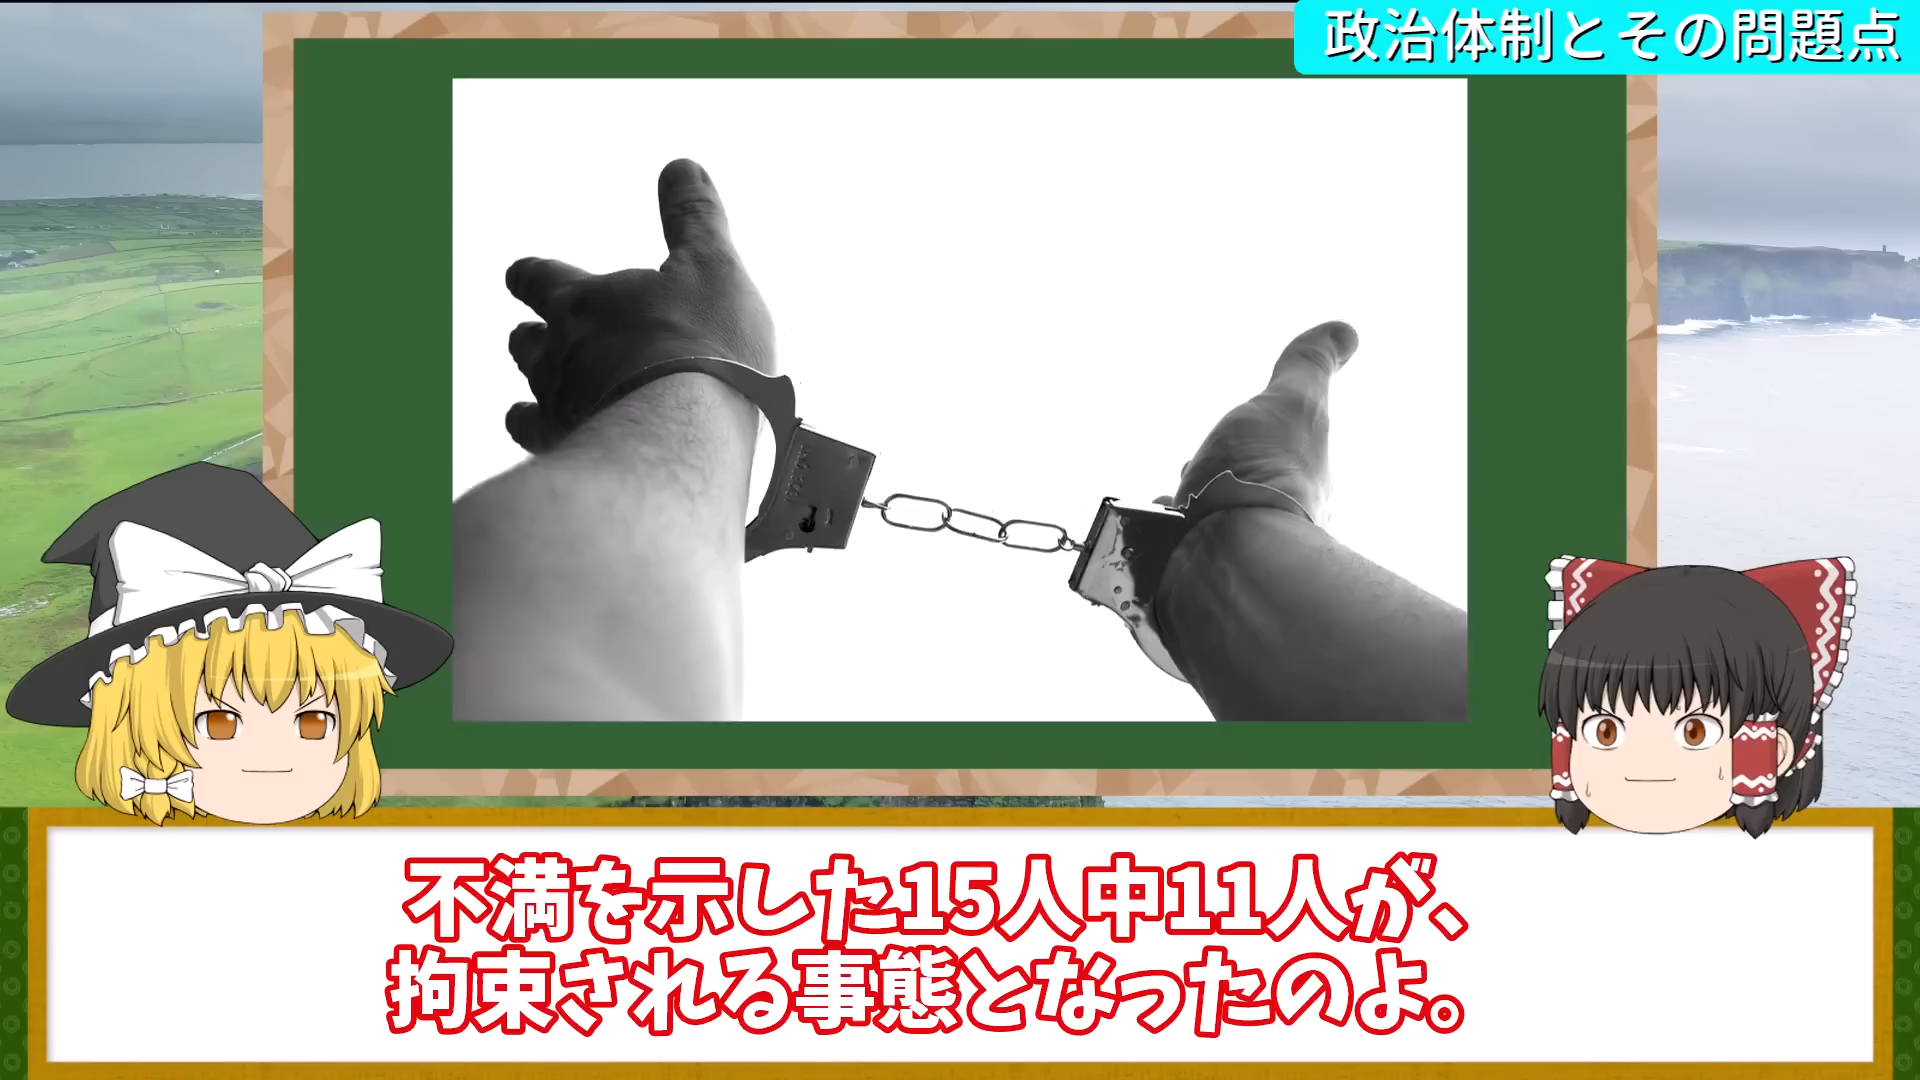 政治体制とその問題点
不満を示した15人中11人が、
拘束される事態となったのよ。